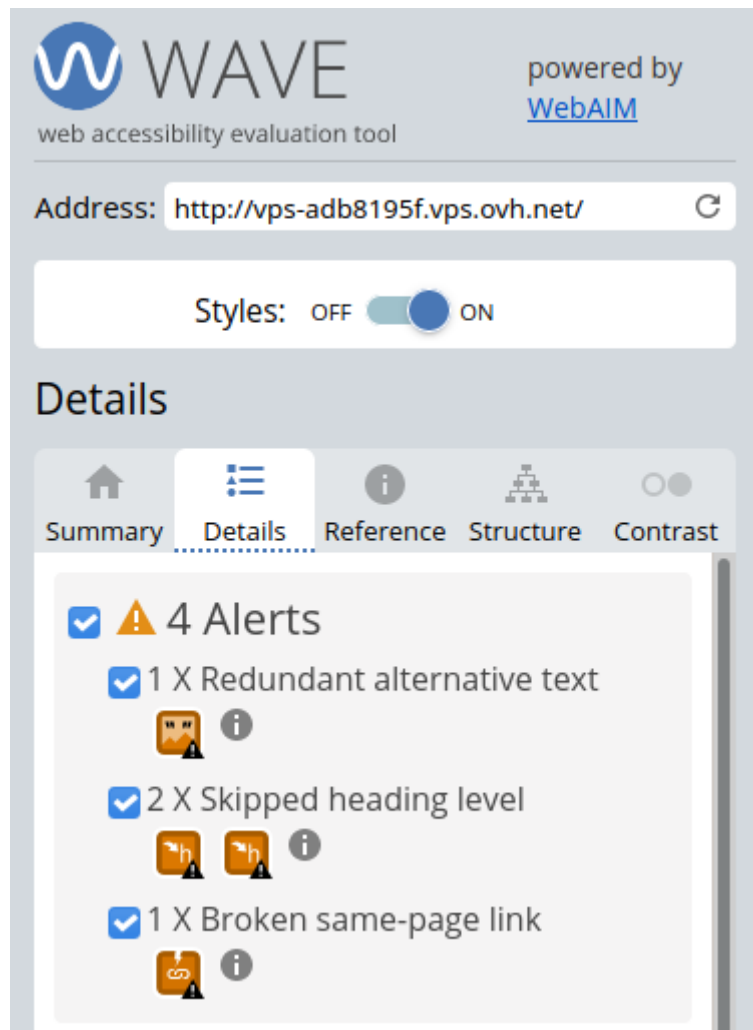 WAVE
powered by
WebAIM
web accessibility evaluation tool
Address: http://vps-adb8195f.vps.ovh.net/
Styles: OFF ON
Details
Summary Details Reference Structure Contrast
4 Alerts
1 X Redundant alternative text
2 X Skipped heading level
h h
1 X Broken same-page link